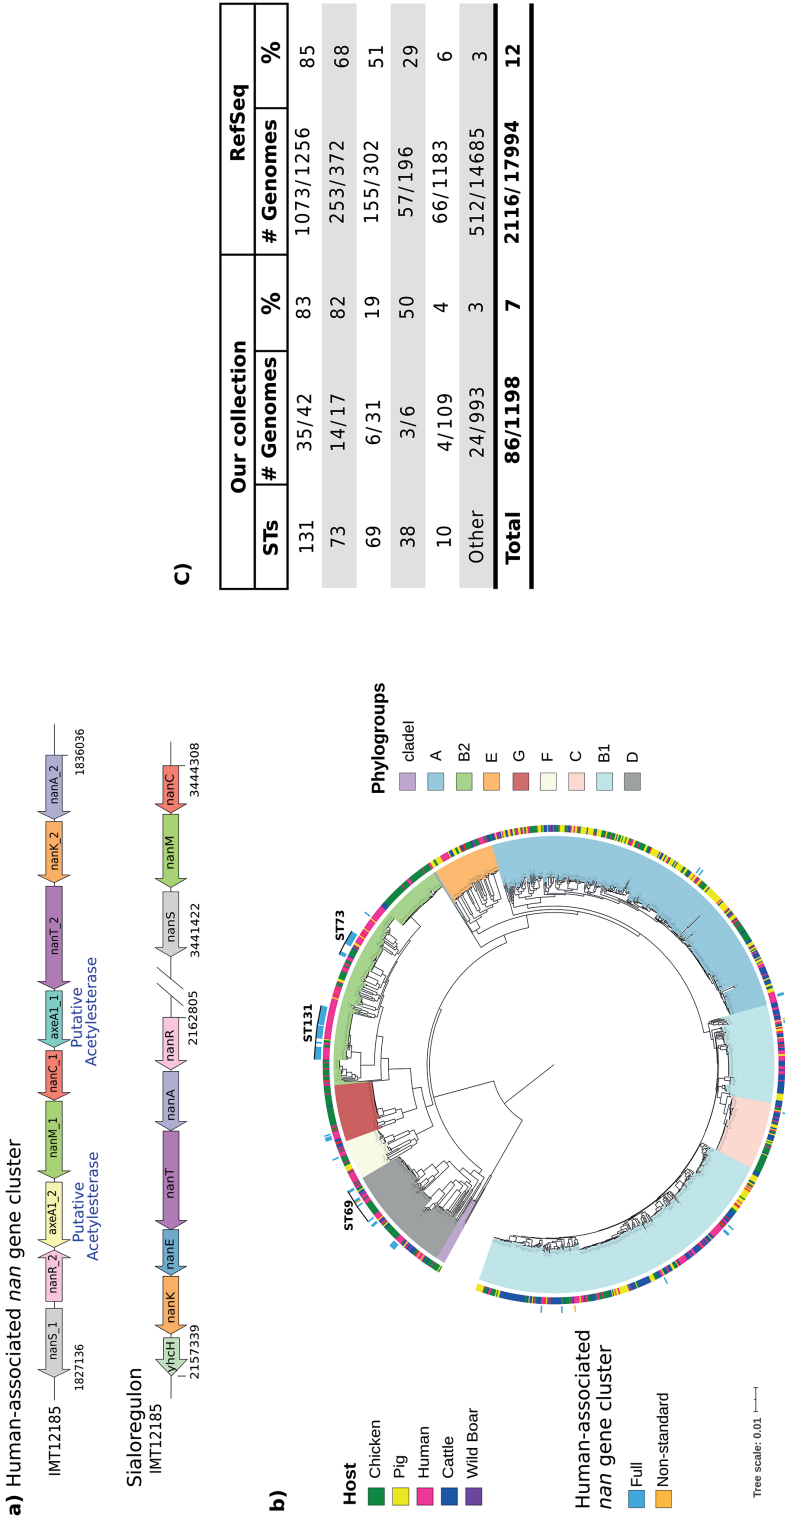 a) Human-associated nan gene cluster
IMT12185
nanS_1 nanR_2 axeA1_2 nanM_1 nanC_1 axeA1_1 nanT_2 nanK_2 nanA_2
Putative
Acetylesterase
Putative
Acetylesterase
1827136 1836036
Sialoregulon
IMT12185
yhcH nanK nanE nanT nanA nanR nanS nanM nanC
2157339 2162805 3441422 3444308
b)
Host
Chicken
Pig
Human
Cattle
Wild Boar
Human-associated
nan gene cluster
Full
Non-standard
Tree scale: 0.01
ST69
ST131
ST73
Phylogroups
cladeI
A
B2
E
G
F
C
B1
D
C)
Our collection RefSeq
STs # Genomes % # Genomes %
131 35/42 83 1073/1256 85
73 14/17 82 253/372 68
69 6/31 19 155/302 51
38 3/6 50 57/196 29
10 4/109 4 66/1183 6
Other 24/993 3 512/14685 3
Total 86/1198 7 2116/17994 12